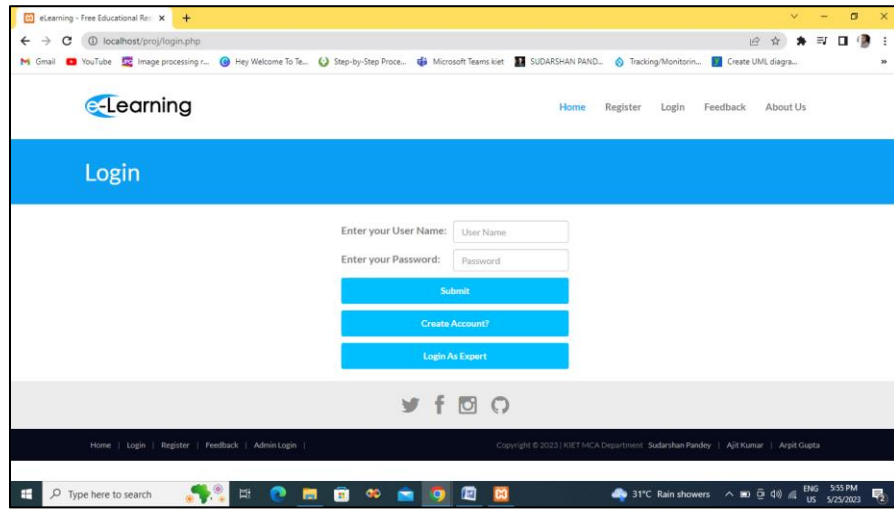 eLearning - Free Educational Res
localhost/proj/login.php
Gmail YouTube Image processing r... Hey Welcome To Te... Step-by-Step Proce... Microsoft Teams kiet SUDARSHAN PAND... Tracking/Monitorin... Create UML diagra... »
e-Learning
Home Register Login Feedback About Us
Login
Enter your User Name: User Name
Enter your Password: Password
Submit
Create Account?
Login As Expert
Home | Login | Register | Feedback | Admin Login | Copyright © 2023 | KIET MCA Department Sudarshan Pandey | Ajit Kumar | Arpit Gupta
Type here to search 31°C Rain showers ENG 5:55 PM
US 5/25/2023